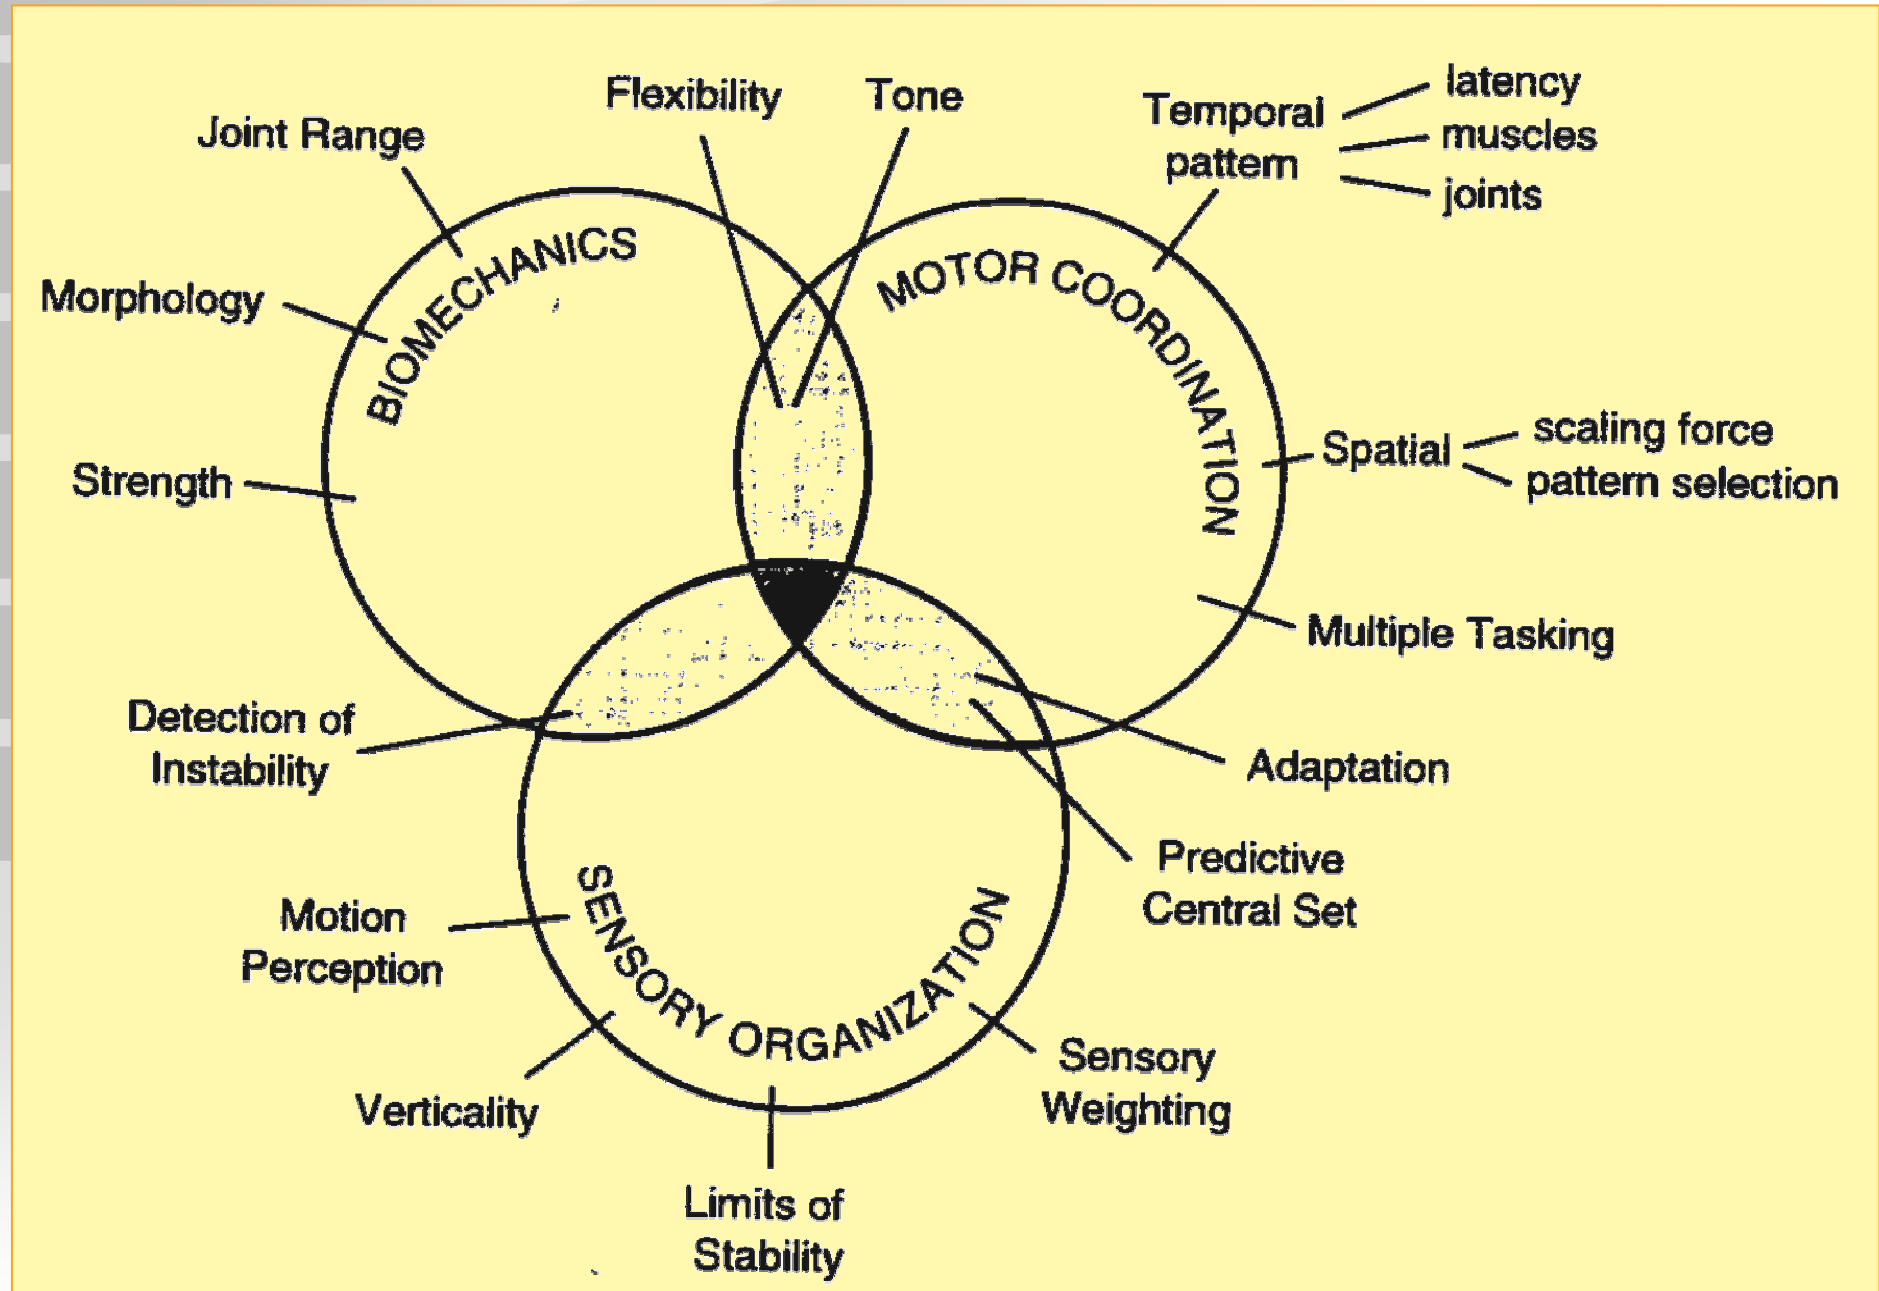 Flexibility
Tone
Joint Range
Temporal
pattern
latency
muscles
joints
BIOMECHANICS
MOTOR COORDINATION
Morphology
Strength
Spatial
scaling force
pattern selection
Multiple Tasking
Detection of
Instability
Adaptation
Predictive
Central Set
Motion
Perception
SENSORY ORGANIZATION
Verticality
Sensory
Weighting
Limits of
Stability